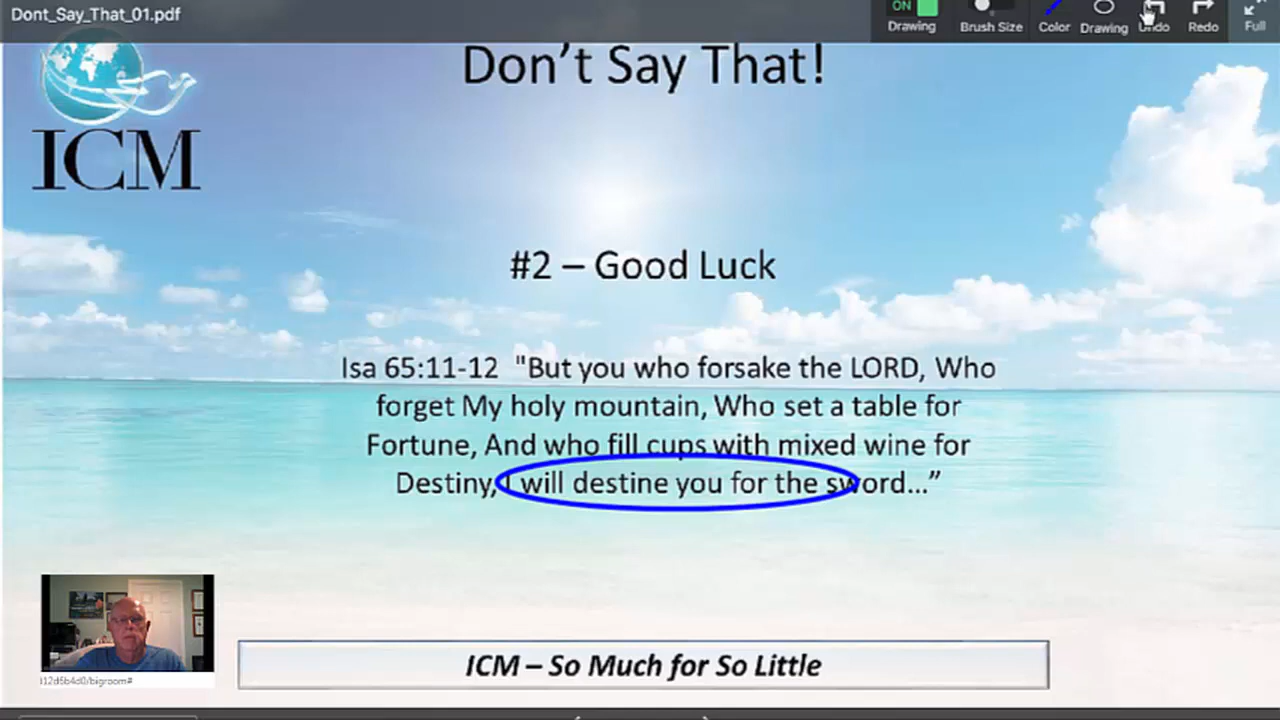 Dont_Say_That_01.pdf
ON
Drawing
Brush Size
Color
Drawing
Undo
Redo
Full
Don't Say That!
ICM
#2 – Good Luck
Isa 65:11-12 "But you who forsake the LORD, Who
forget My holy mountain, Who set a table for
Fortune, And who fill cups with mixed wine for
Destiny, I will destine you for the sword…”
ICM – So Much for So Little